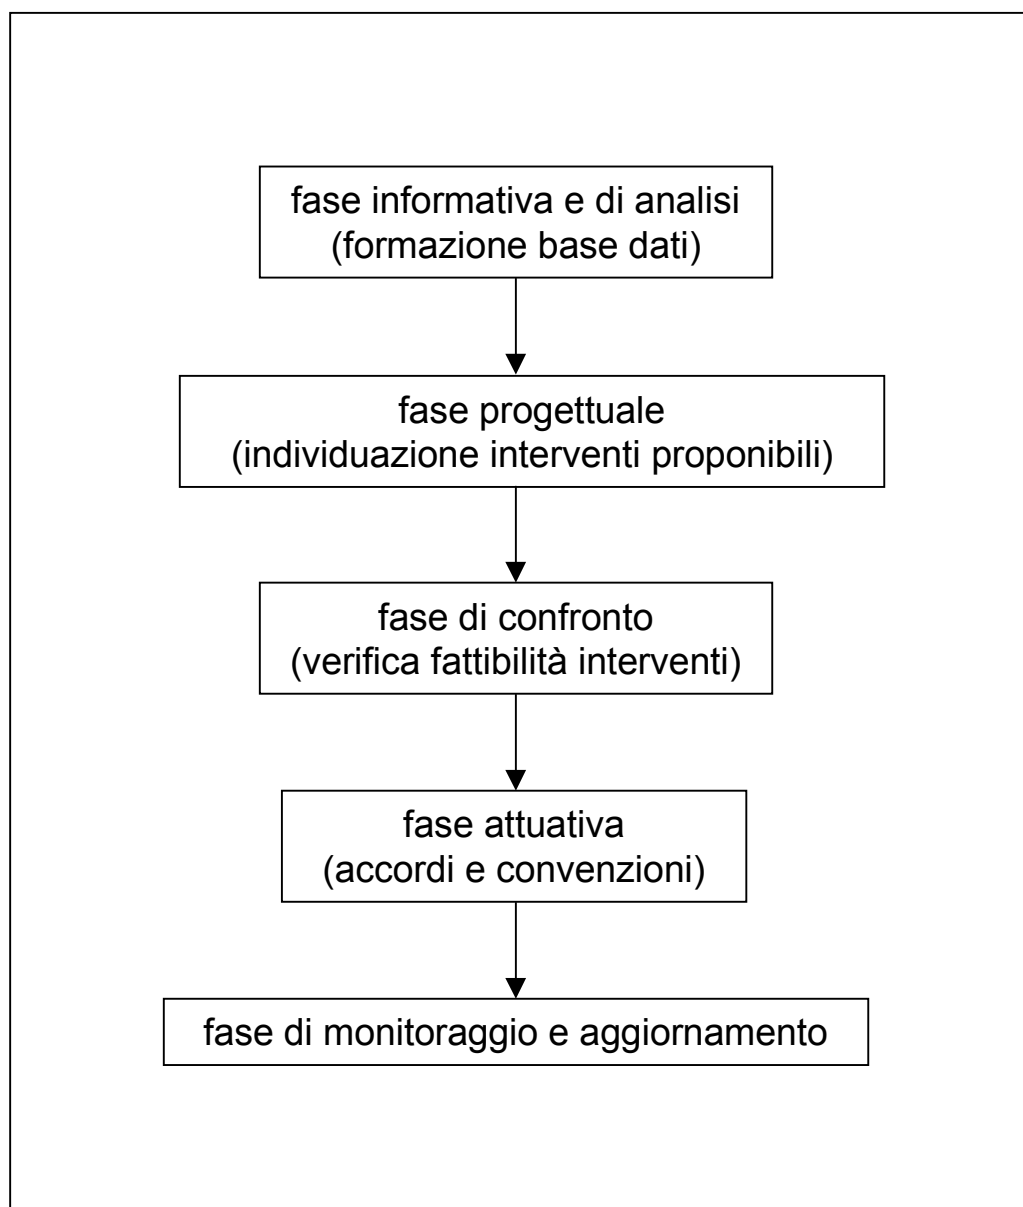 fase informativa e di analisi
(formazione base dati)
fase progettuale
(individuazione interventi proponibili)
fase di confronto
(verifica fattibilità interventi)
fase attuativa
(accordi e convenzioni)
fase di monitoraggio e aggiornamento